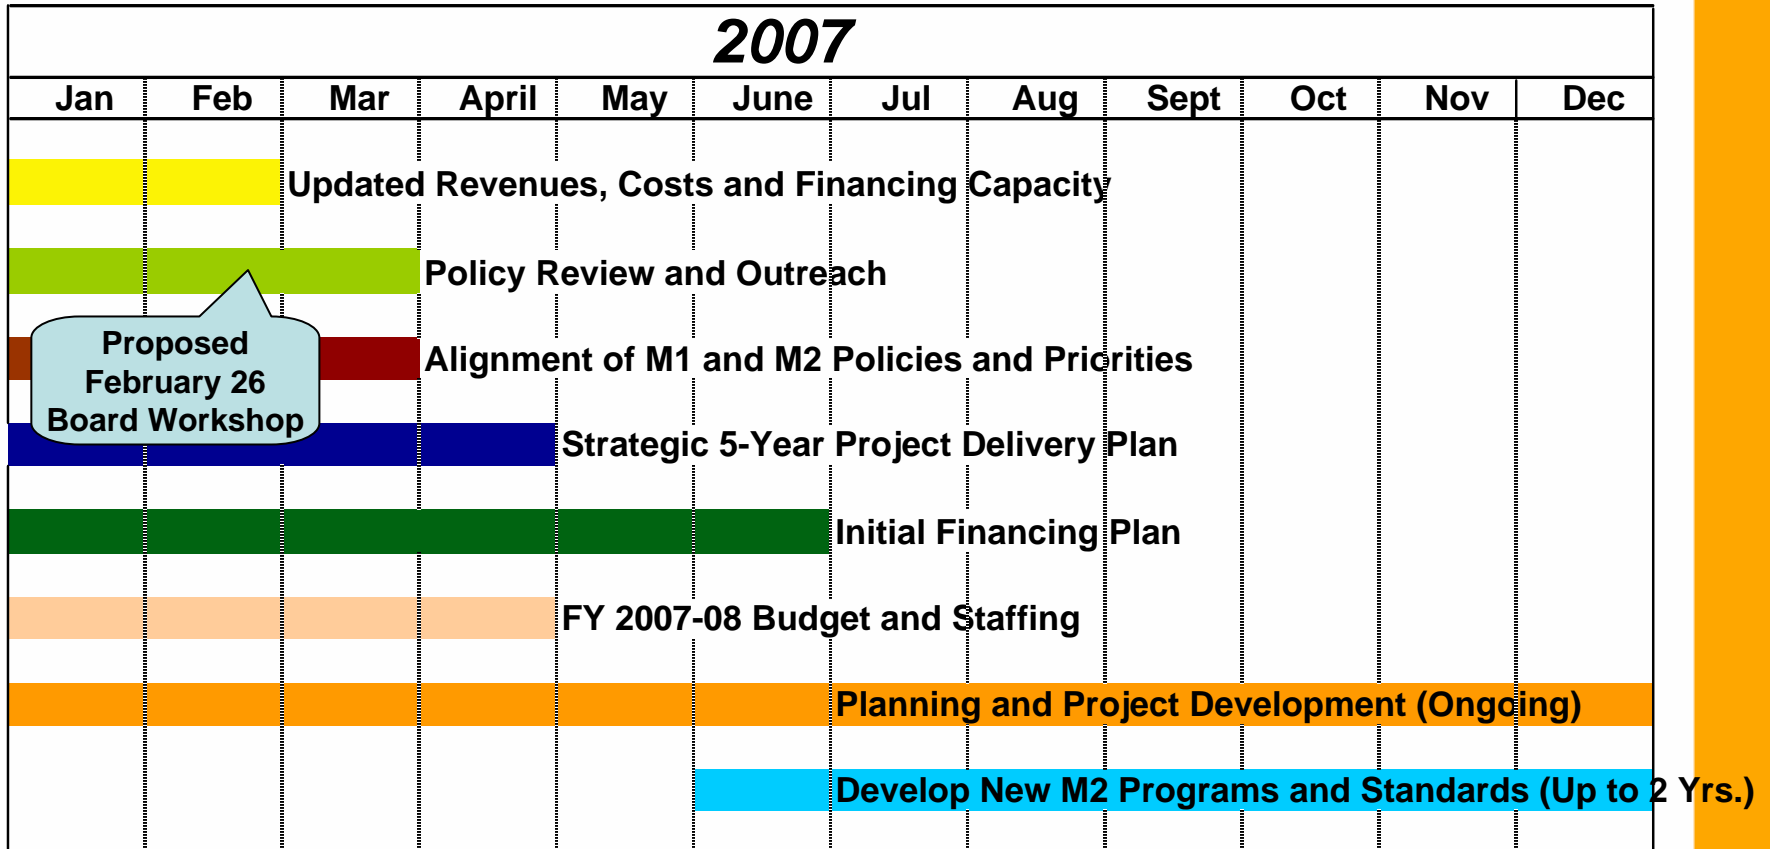 2007
Jan Feb Mar April May June Jul Aug Sept Oct Nov Dec
Updated Revenues, Costs and Financing Capacity
Policy Review and Outreach
Proposed
February 26
Board Workshop
Alignment of M1 and M2 Policies and Priorities
Strategic 5-Year Project Delivery Plan
Initial Financing Plan
FY 2007-08 Budget and Staffing
Planning and Project Development (Ongoing)
Develop New M2 Programs and Standards (Up to 2 Yrs.)